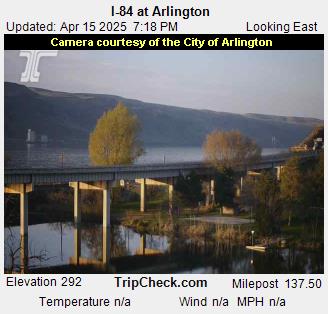 I-84 at Arlington
Updated: Apr 15 2025 7:18 PM Looking East
Camera courtesy of the City of Arlington
Elevation 292 TripCheck.com Milepost 137.50
Temperature n/a Wind n/a MPH n/a